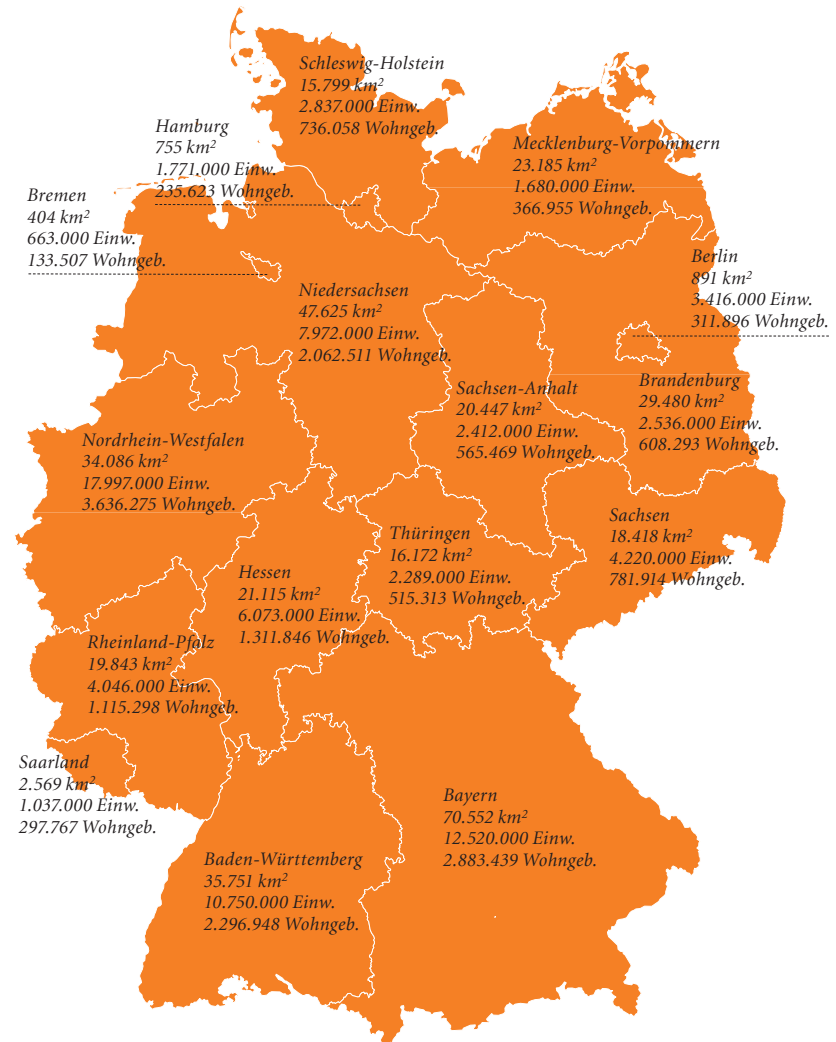 Schleswig-Holstein
15.799 km²
2.837.000 Einw.
736.058 Wohngeb.
Hamburg
755 km²
1.771.000 Einw.
235.623 Wohngeb.
Mecklenburg-Vorpommern
23.185 km²
1.680.000 Einw.
366.955 Wohngeb.
Bremen
404 km²
663.000 Einw.
133.507 Wohngeb.
Berlin
891 km²
3.416.000 Einw.
311.896 Wohngeb.
Niedersachsen
47.625 km²
7.972.000 Einw.
2.062.511 Wohngeb.
Sachsen-Anhalt
20.447 km²
2.412.000 Einw.
565.469 Wohngeb.
Brandenburg
29.480 km²
2.536.000 Einw.
608.293 Wohngeb.
Nordrhein-Westfalen
34.086 km²
17.997.000 Einw.
3.636.275 Wohngeb.
Sachsen
18.418 km²
4.220.000 Einw.
781.914 Wohngeb.
Thüringen
16.172 km²
2.289.000 Einw.
515.313 Wohngeb.
Hessen
21.115 km²
6.073.000 Einw.
1.311.846 Wohngeb.
Rheinland-Pfalz
19.843 km²
4.046.000 Einw.
1.115.298 Wohngeb.
Saarland
2.569 km²
1.037.000 Einw.
297.767 Wohngeb.
Bayern
70.552 km²
12.520.000 Einw.
2.883.439 Wohngeb.
Baden-Württemberg
35.751 km²
10.750.000 Einw.
2.296.948 Wohngeb.